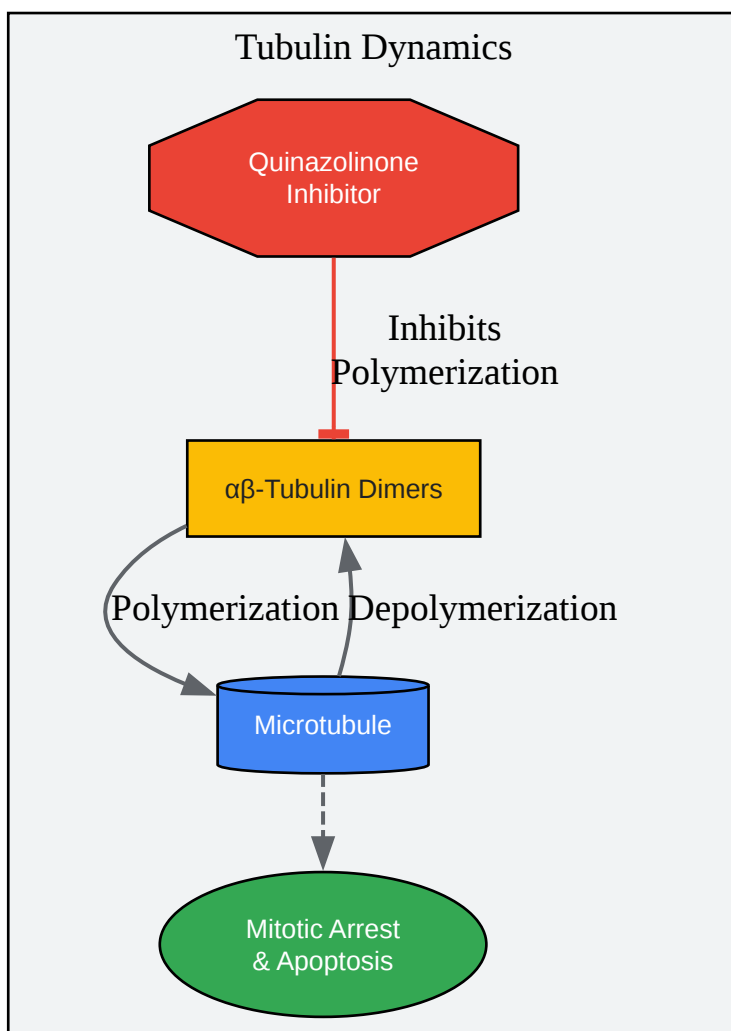 Tubulin Dynamics
Quinazolinone
Inhibitor
Inhibits
Polymerization
αβ-Tubulin Dimers
Polymerization
Depolymerization
Microtubule
Mitotic Arrest
& Apoptosis